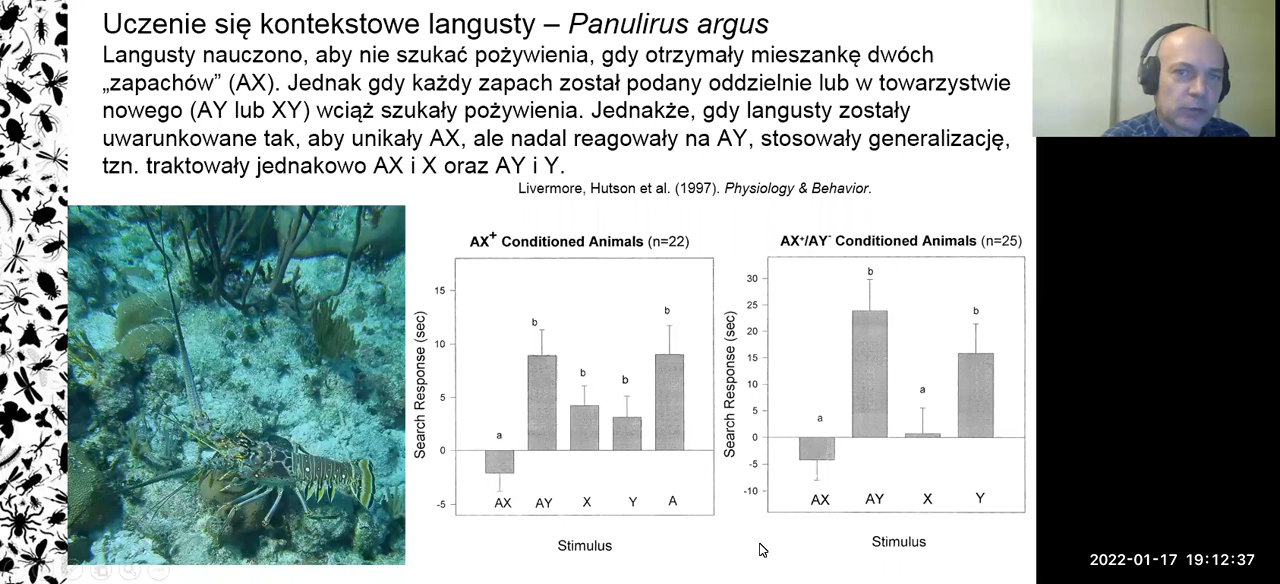 Uczenie się kontekstowe langusty – Panulirus argus
Langusty nauczono, aby nie szukać pożywienia, gdy otrzymały mieszankę dwóch
„zapachów” (AX). Jednak gdy każdy zapach został podany oddzielnie lub w towarzystwie
nowego (AY lub XY) wciąż szukały pożywienia. Jednakże, gdy langusty zostały
uwarunkowane tak, aby unikały AX, ale nadal reagowały na AY, stosowały generalizację,
tzn. traktowały jednakowo AX i X oraz AY i Y.
Livermore, Hutson et al. (1997). Physiology & Behavior.
AX+ Conditioned Animals (n=22)
Search Response (sec)
15
10
5
0
-5
a
b
b
b
b
AX AY X Y A
Stimulus
AX+/AY- Conditioned Animals (n=25)
Search Response (sec)
30
25
20
15
10
5
0
-5
-10
a
b
a
b
AX AY X Y
Stimulus
2022-01-17 19:12:37